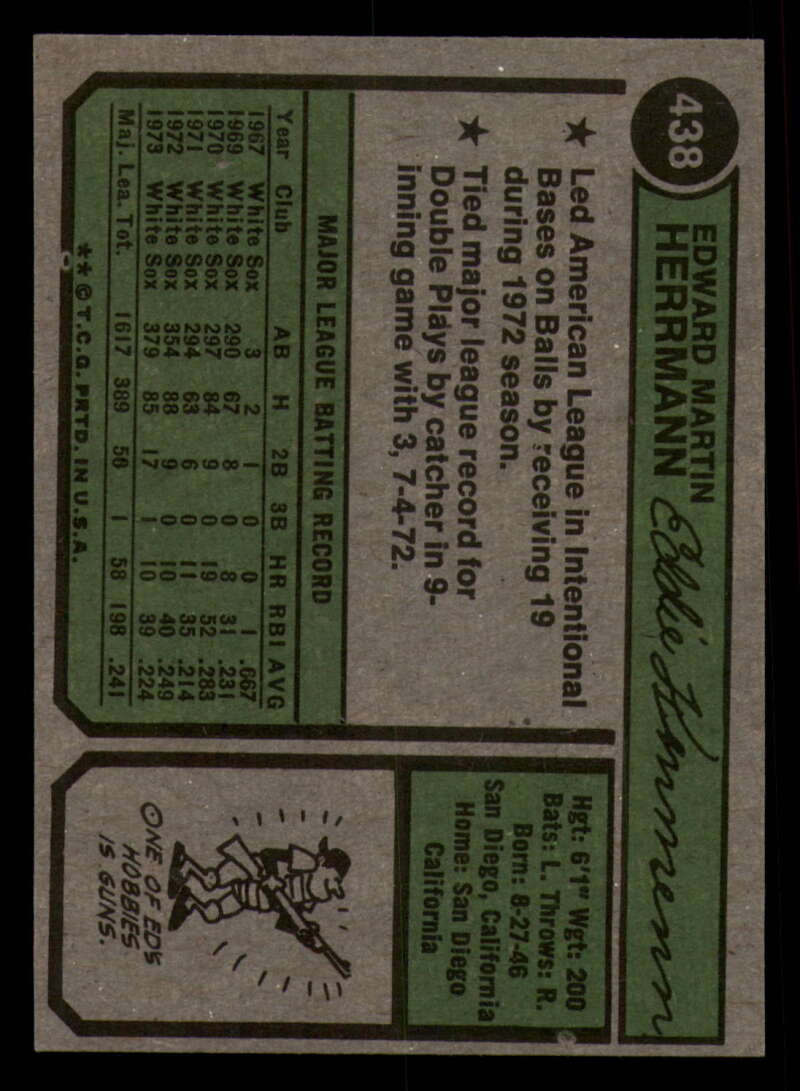 438
EDWARD MARTIN
HERRMANN
Eddie Herrmann
★ Led American League in Intentional
Bases on Balls by receiving 19
during 1972 season.
★ Tied major league record for
Double Plays by catcher in 9-
inning game with 3, 7-4-72.
MAJOR LEAGUE BATTING RECORD
Year Club AB H 2B 3B HR RBI AVG
1967 White Sox 3 2 1 0 0 1 .667
1969 White Sox 290 67 8 0 8 31 .231
1970 White Sox 297 84 9 0 19 52 .283
1971 White Sox 294 63 6 0 11 35 .214
1972 White Sox 354 88 9 0 10 40 .249
1973 White Sox 379 85 17 1 10 39 .224
Maj. Lea. Tot. 1617 389 50 1 58 198 .241
** © T.C.G. PRTD. IN U.S.A.
Hgt: 6'1" Wgt: 200
Bats: L. Throws: R.
Born: 8-27-46
San Diego, California
Home: San Diego
California
ONE OF ED'S
HOBBIES
IS GUNS.